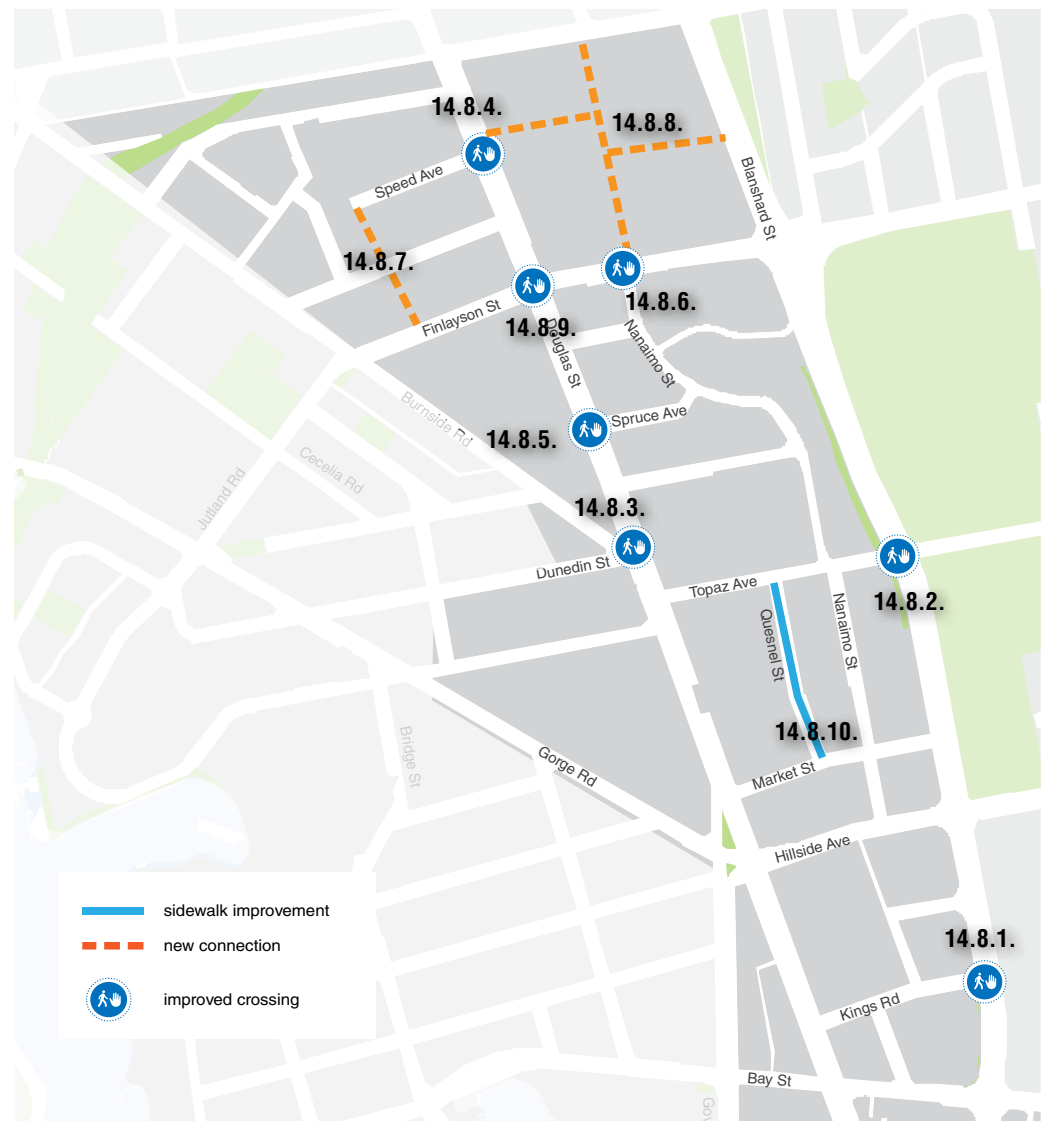 14.8.4.
14.8.8.
Speed Ave
Blanshard St
14.8.7.
14.8.6.
Finlayson St
14.8.9.
Douglas St
Nanaimo St
Burnside Rd
Spruce Ave
14.8.5.
Cecelia Rd
Jutland Rd
14.8.3.
Dunedin St
Topaz Ave
14.8.2.
Quesnel St
Nanaimo St
14.8.10.
Bridge St
Gorge Rd
Market St
Hillside Ave
sidewalk improvement
new connection
improved crossing
14.8.1.
Kings Rd
Bay St
Gov